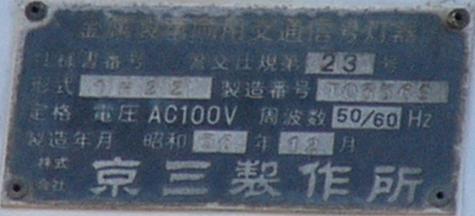 金属製車両用交通信号灯器
仕様書番号 警交仕規第 23 号
形式 製造番号
定格 電圧 AC100V 周波数 50/60 Hz
製造年月 昭和 年 12 月
株式会社 京三製作所